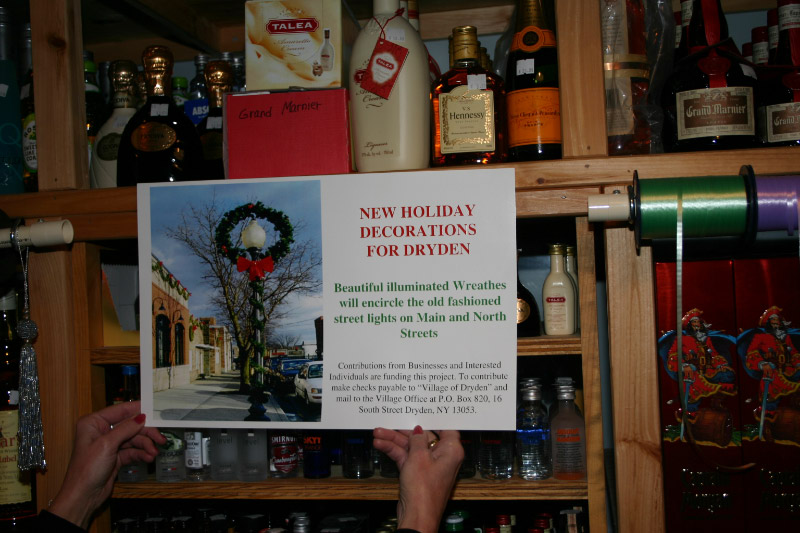 TALEA
TALEA
Grand Marnier
Hennessy
Grand Marnier
Grand Marnier
NEW HOLIDAY
DECORATIONS
FOR DRYDEN
Beautiful illuminated Wreathes
will encircle the old fashioned
street lights on Main and North
Streets
Contributions from Businesses and Interested
Individuals are funding this project. To contribute
make checks payable to "Village of Dryden" and
mail to the Village Office at P.O. Box 820, 16
South Street Dryden, NY 13053.
TALEA
SMIRNOFF